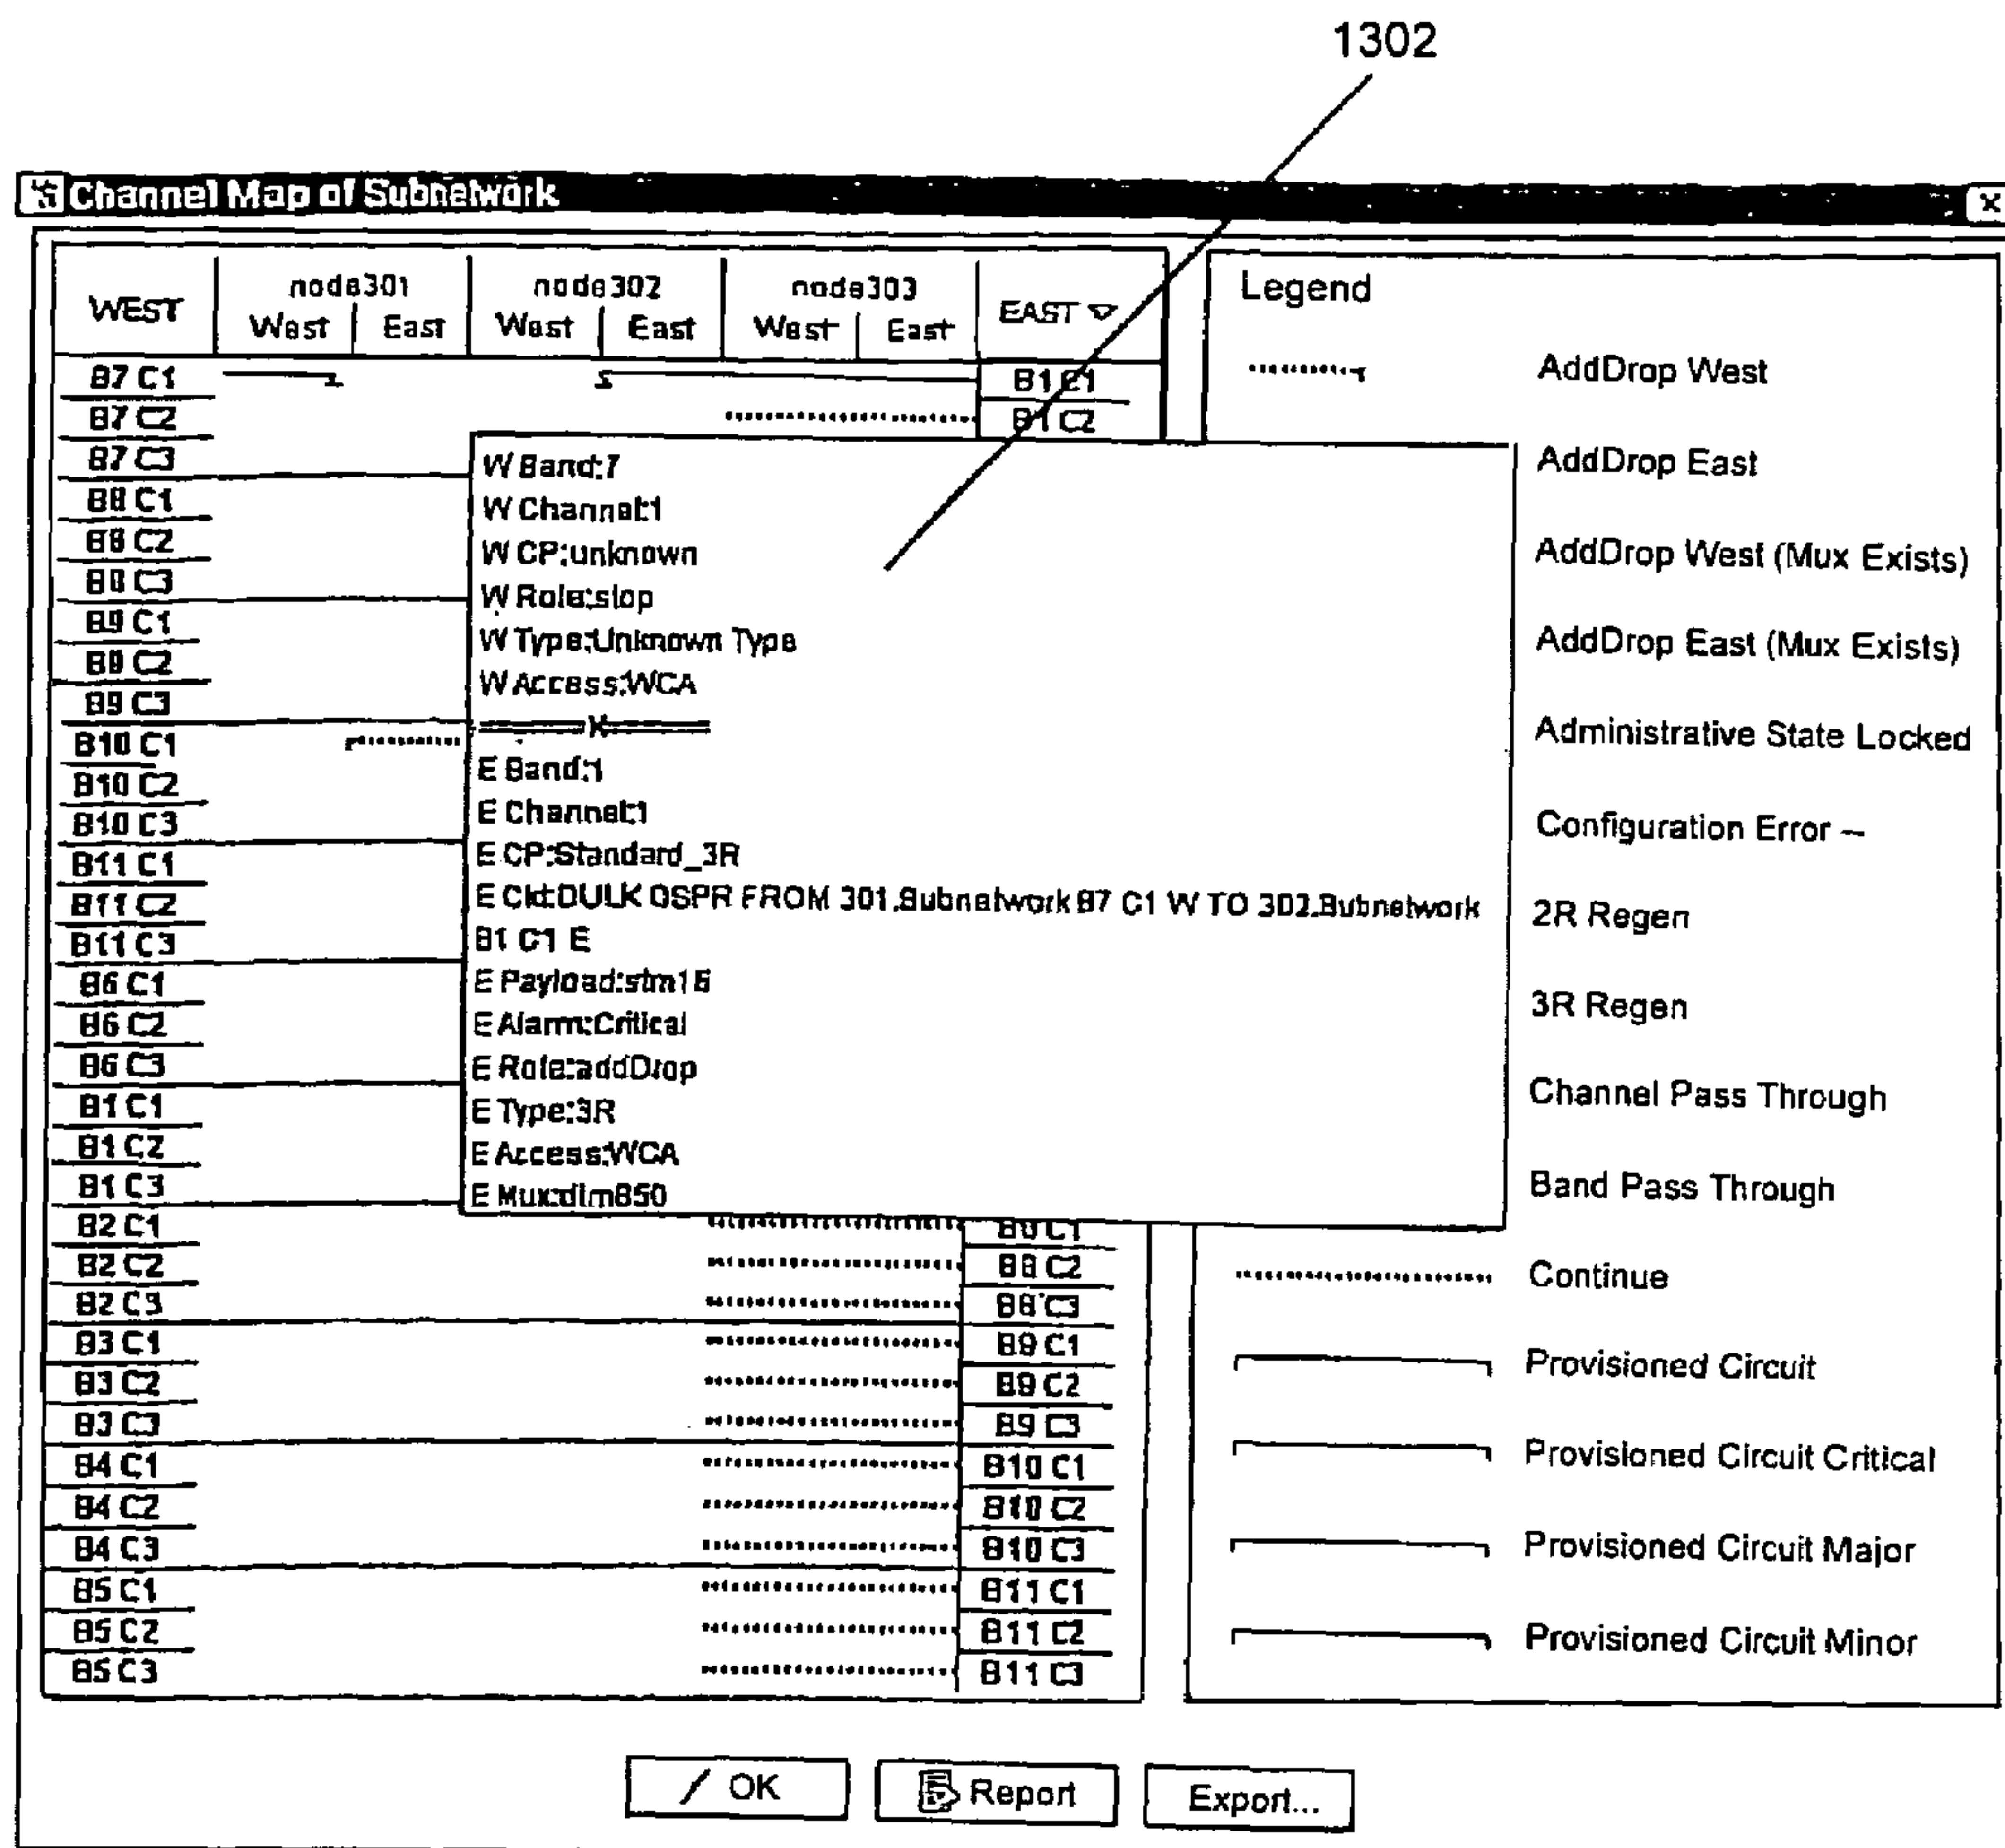 1302
Channel Map of Subnetwork
WEST node301 node302 node303 EAST
West East West East West East
B7 C1 B1 C1
B7 C2 B1 C2
B7 C3
B8 C1
B8 C2
B8 C3
B9 C1
B9 C2
B9 C3
B10 C1
B10 C2
B10 C3
B11 C1
B11 C2
B11 C3
B6 C1
B6 C2
B6 C3
B1 C1
B1 C2
B1 C3
B2 C1 B8 C1
B2 C2 B8 C2
B2 C3 B8 C3
B3 C1 B9 C1
B3 C2 B9 C2
B3 C3 B9 C3
B4 C1 B10 C1
B4 C2 B10 C2
B4 C3 B10 C3
B5 C1 B11 C1
B5 C2 B11 C2
B5 C3 B11 C3
W Band:7
W Channel:1
W CP:unknown
W Role:stop
W Type:Unknown Type
W Access:WCA
E Band:1
E Channel:1
E CP:Standard_3R
E Ckt:DULK OSPR FROM 301.Subnetwork B7 C1 W TO 302.Subnetwork
B1 C1 E
E Payload:stm16
E Alarm:Critical
E Role:addDrop
E Type:3R
E Access:WCA
E Mux:dlm850
Legend
AddDrop West
AddDrop East
AddDrop West (Mux Exists)
AddDrop East (Mux Exists)
Administrative State Locked
Configuration Error --
2R Regen
3R Regen
Channel Pass Through
Band Pass Through
Continue
Provisioned Circuit
Provisioned Circuit Critical
Provisioned Circuit Major
Provisioned Circuit Minor
OK
Report
Export...